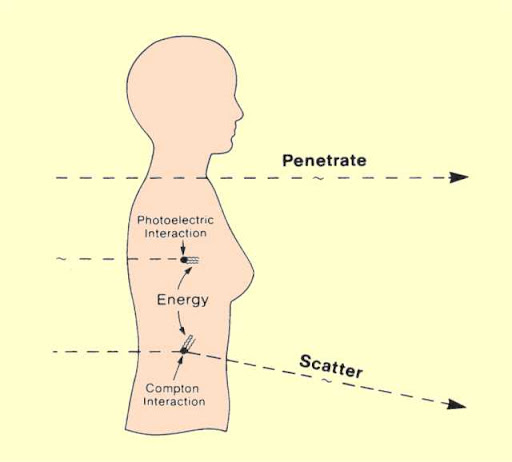 Penetrate
Photoelectric
Interaction
Energy
Scatter
Compton
Interaction